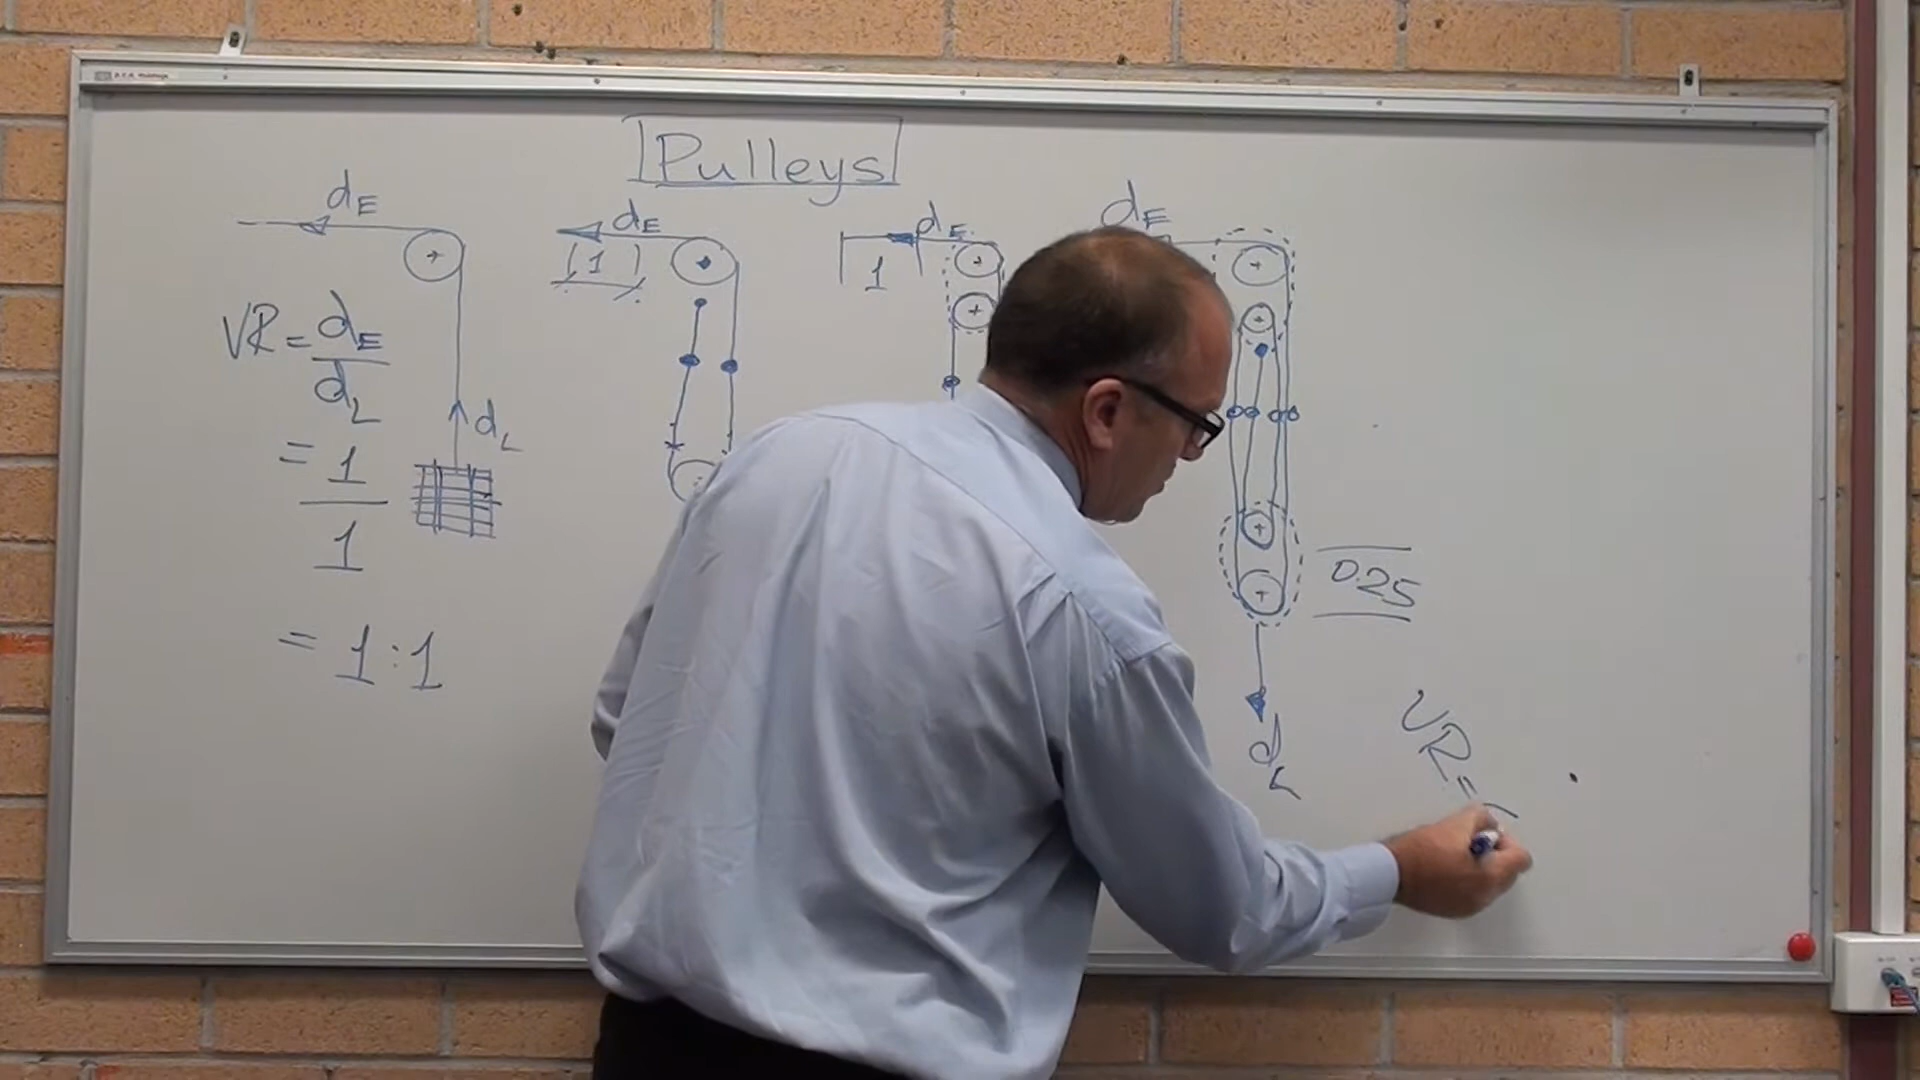 Pulleys
dE
VR = dE
dL
= 1
1
= 1:1
dL
dE
1
dE
1
dE
0.25
dL
VR =